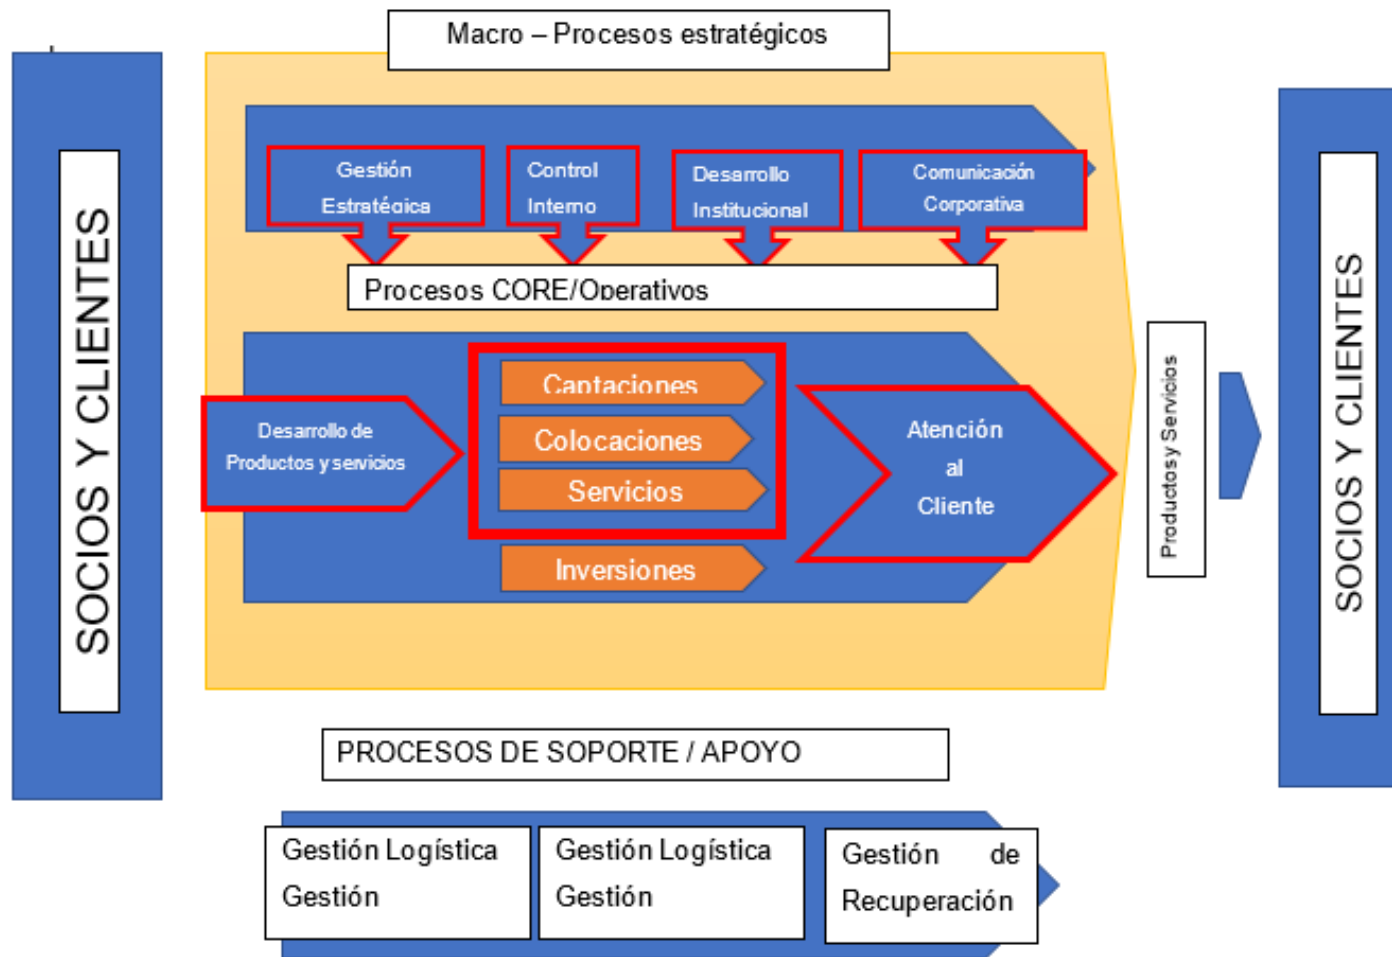 Macro – Procesos estratégicos
SOCIOS Y CLIENTES
Gestión
Estratégica
Control
Interno
Desarrollo
Institucional
Comunicación
Corporativa
Procesos CORE/Operativos
Desarrollo de
Productos y servicios
Captaciones
Colocaciones
Servicios
Inversiones
Atención
al
Cliente
Productos y Servicios
SOCIOS Y CLIENTES
PROCESOS DE SOPORTE / APOYO
Gestión Logística
Gestión
Gestión Logística
Gestión
Gestión de
Recuperación